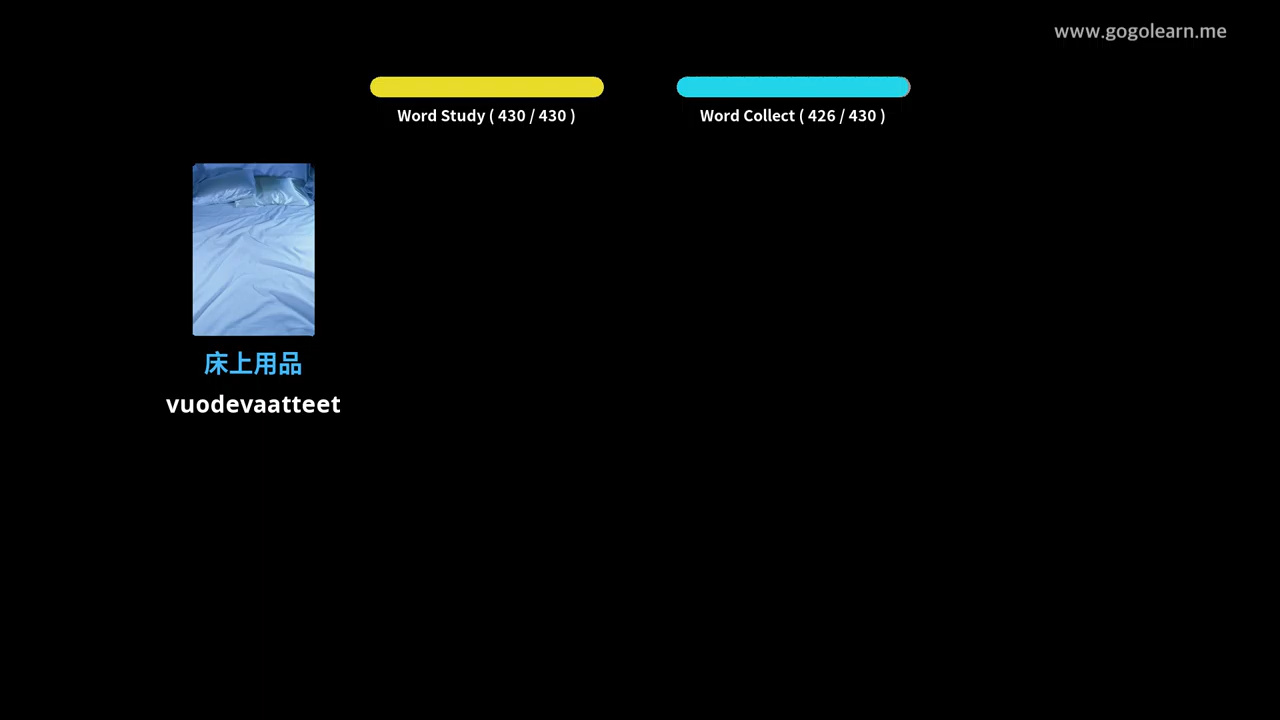 www.gogolearn.me
Word Study ( 430 / 430 )
Word Collect ( 426 / 430 )
床上用品
vuodevaatteet